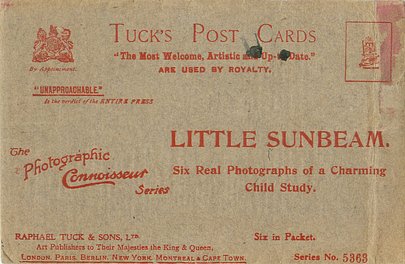 TUCK'S POST CARDS
"The Most Welcome, Artistic and Up-to-Date."
ARE USED BY ROYALTY.
By Appointment.
"UNAPPROACHABLE."
Is the verdict of the ENTIRE PRESS
LITTLE SUNBEAM.
The
Photographic
Connoisseur
Series
Six Real Photographs of a Charming
Child Study.
RAPHAEL TUCK & SONS, LTD.
Art Publishers to Their Majesties the King & Queen,
LONDON. PARIS. BERLIN. NEW YORK. MONTREAL & CAPE TOWN.
Six in Packet.
Series No. 5363